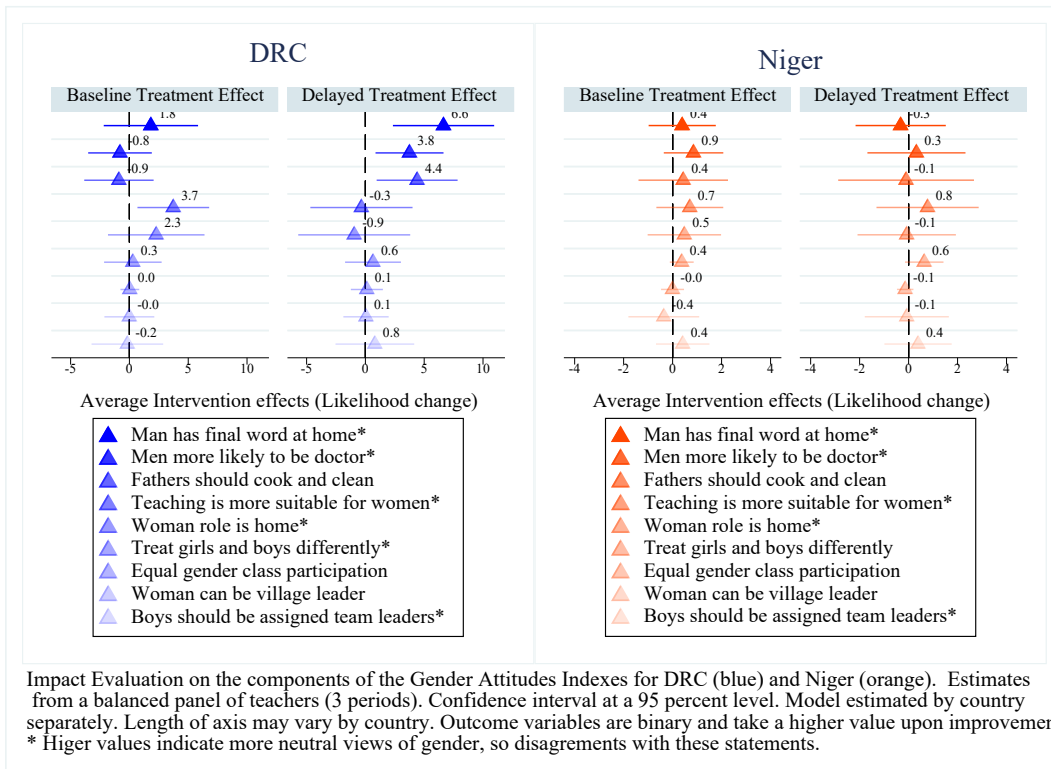 DRC
Niger
Baseline Treatment Effect
Delayed Treatment Effect
Baseline Treatment Effect
Delayed Treatment Effect
1.8
-0.8
-0.9
3.7
2.3
0.3
0.0
-0.0
-0.2
6.6
3.8
4.4
-0.3
-0.9
0.6
0.1
0.1
0.8
0.4
0.9
0.4
0.7
0.5
0.4
-0.0
-0.4
0.4
-0.3
0.3
-0.1
0.8
-0.1
0.6
-0.1
-0.1
0.4
-5 0 5 10
-5 0 5 10
-4 -2 0 2 4
-4 -2 0 2 4
Average Intervention effects (Likelihood change)
Average Intervention effects (Likelihood change)
Man has final word at home*
Men more likely to be doctor*
Fathers should cook and clean
Teaching is more suitable for women*
Woman role is home*
Treat girls and boys differently*
Equal gender class participation
Woman can be village leader
Boys should be assigned team leaders*
Man has final word at home*
Men more likely to be doctor*
Fathers should cook and clean
Teaching is more suitable for women*
Woman role is home*
Treat girls and boys differently
Equal gender class participation
Woman can be village leader
Boys should be assigned team leaders*
Impact Evaluation on the components of the Gender Attitudes Indexes for DRC (blue) and Niger (orange). Estimates
from a balanced panel of teachers (3 periods). Confidence interval at a 95 percent level. Model estimated by country
separately. Length of axis may vary by country. Outcome variables are binary and take a higher value upon improvemen
* Higer values indicate more neutral views of gender, so disagrements with these statements.